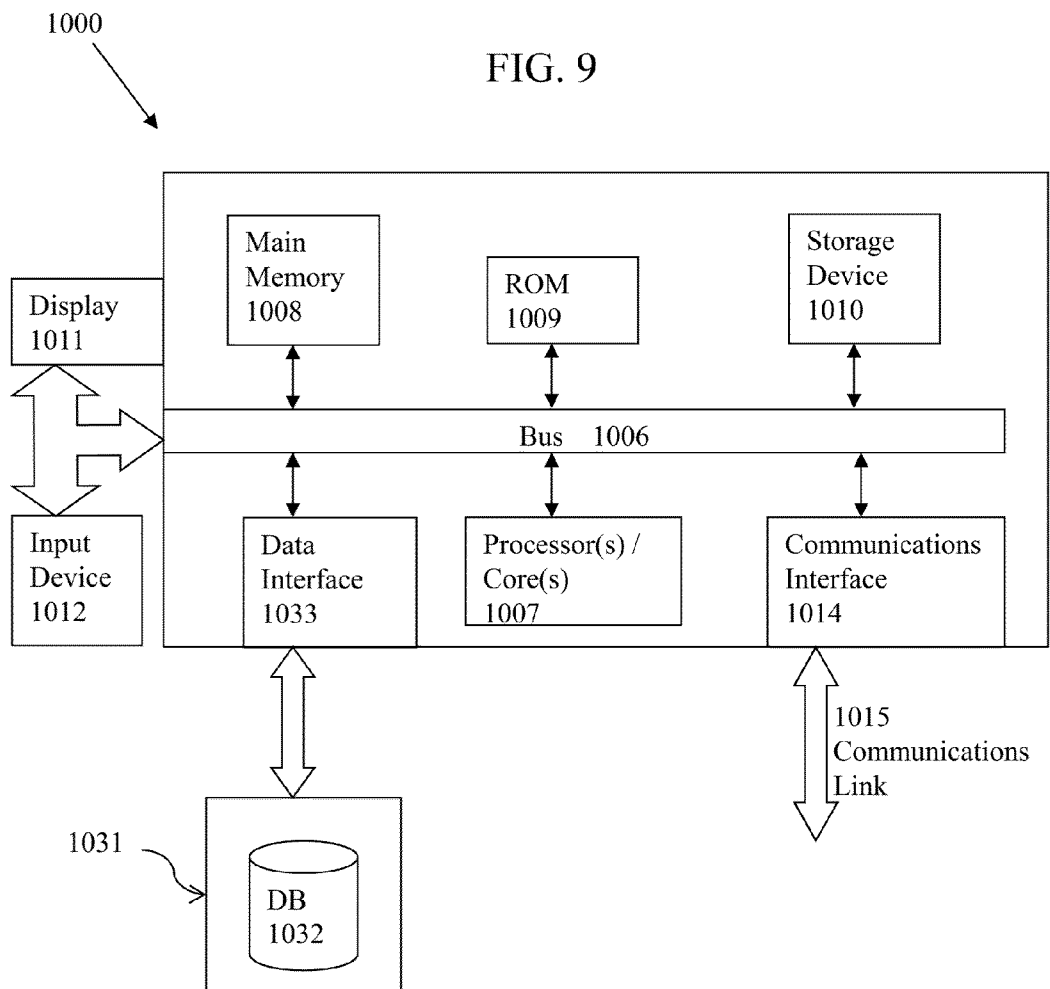 1000
FIG. 9
Main
Memory
1008
ROM
1009
Storage
Device
1010
Display
1011
Bus 1006
Input
Device
1012
Data
Interface
1033
Processor(s) /
Core(s)
1007
Communications
Interface
1014
1015
Communications
Link
1031
DB
1032